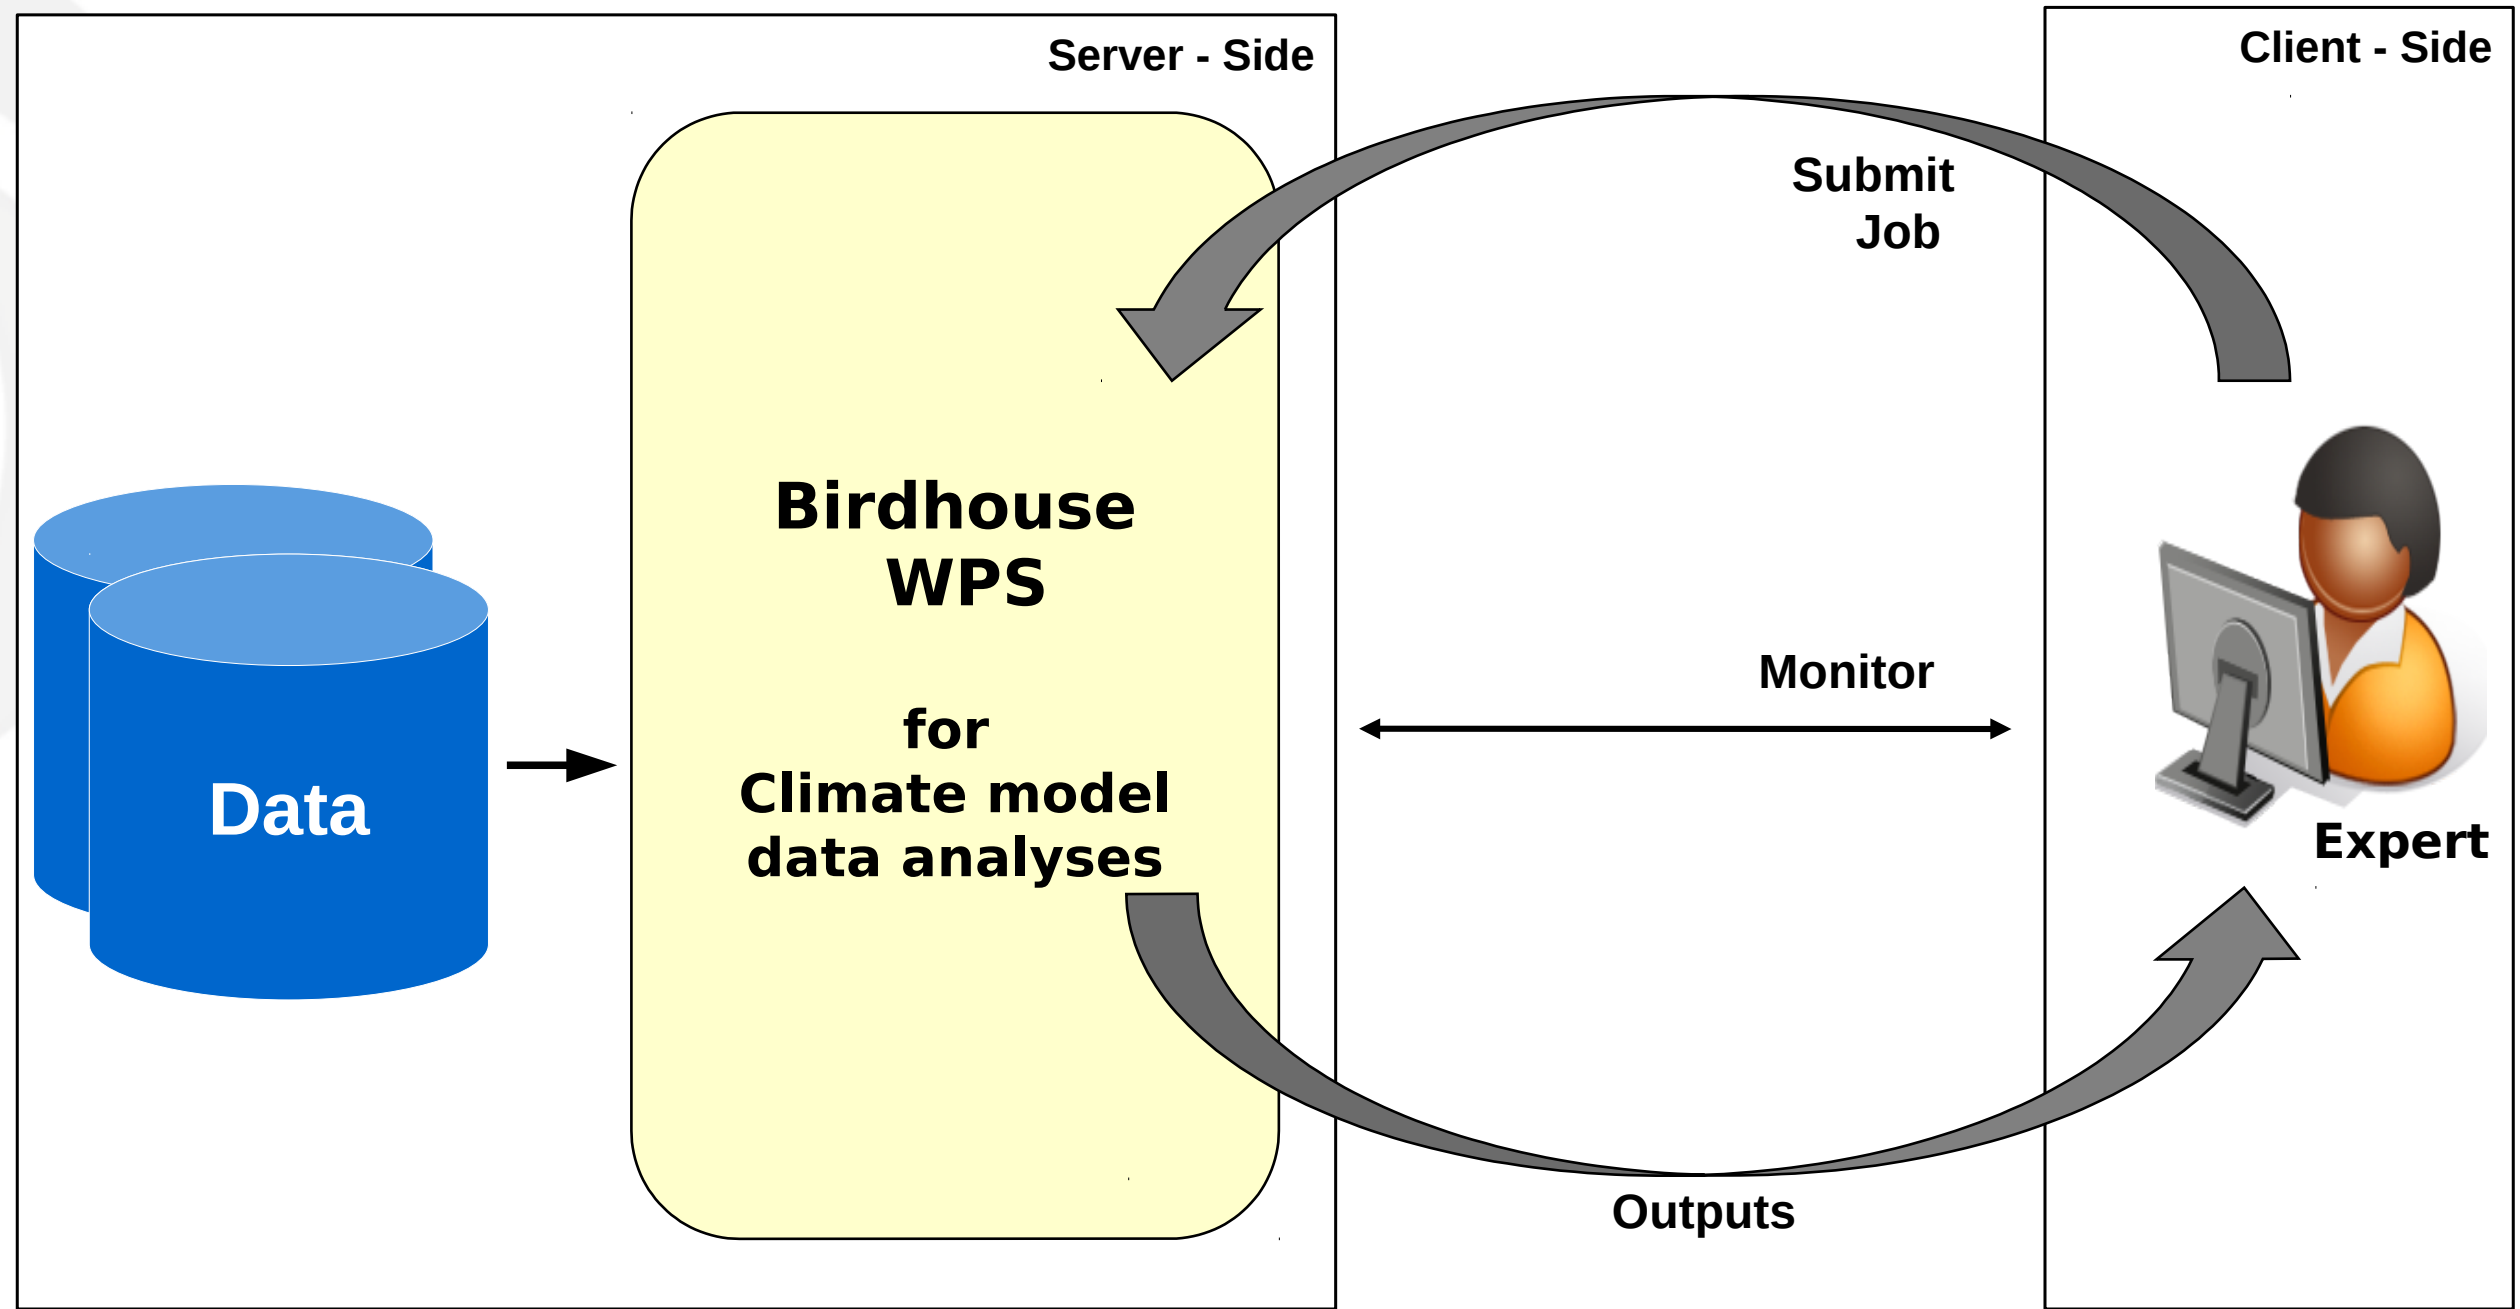 Server - Side
Client - Side
Submit
Job
Birdhouse
WPS
for
Climate model
data analyses
Data
Monitor
Expert
Outputs